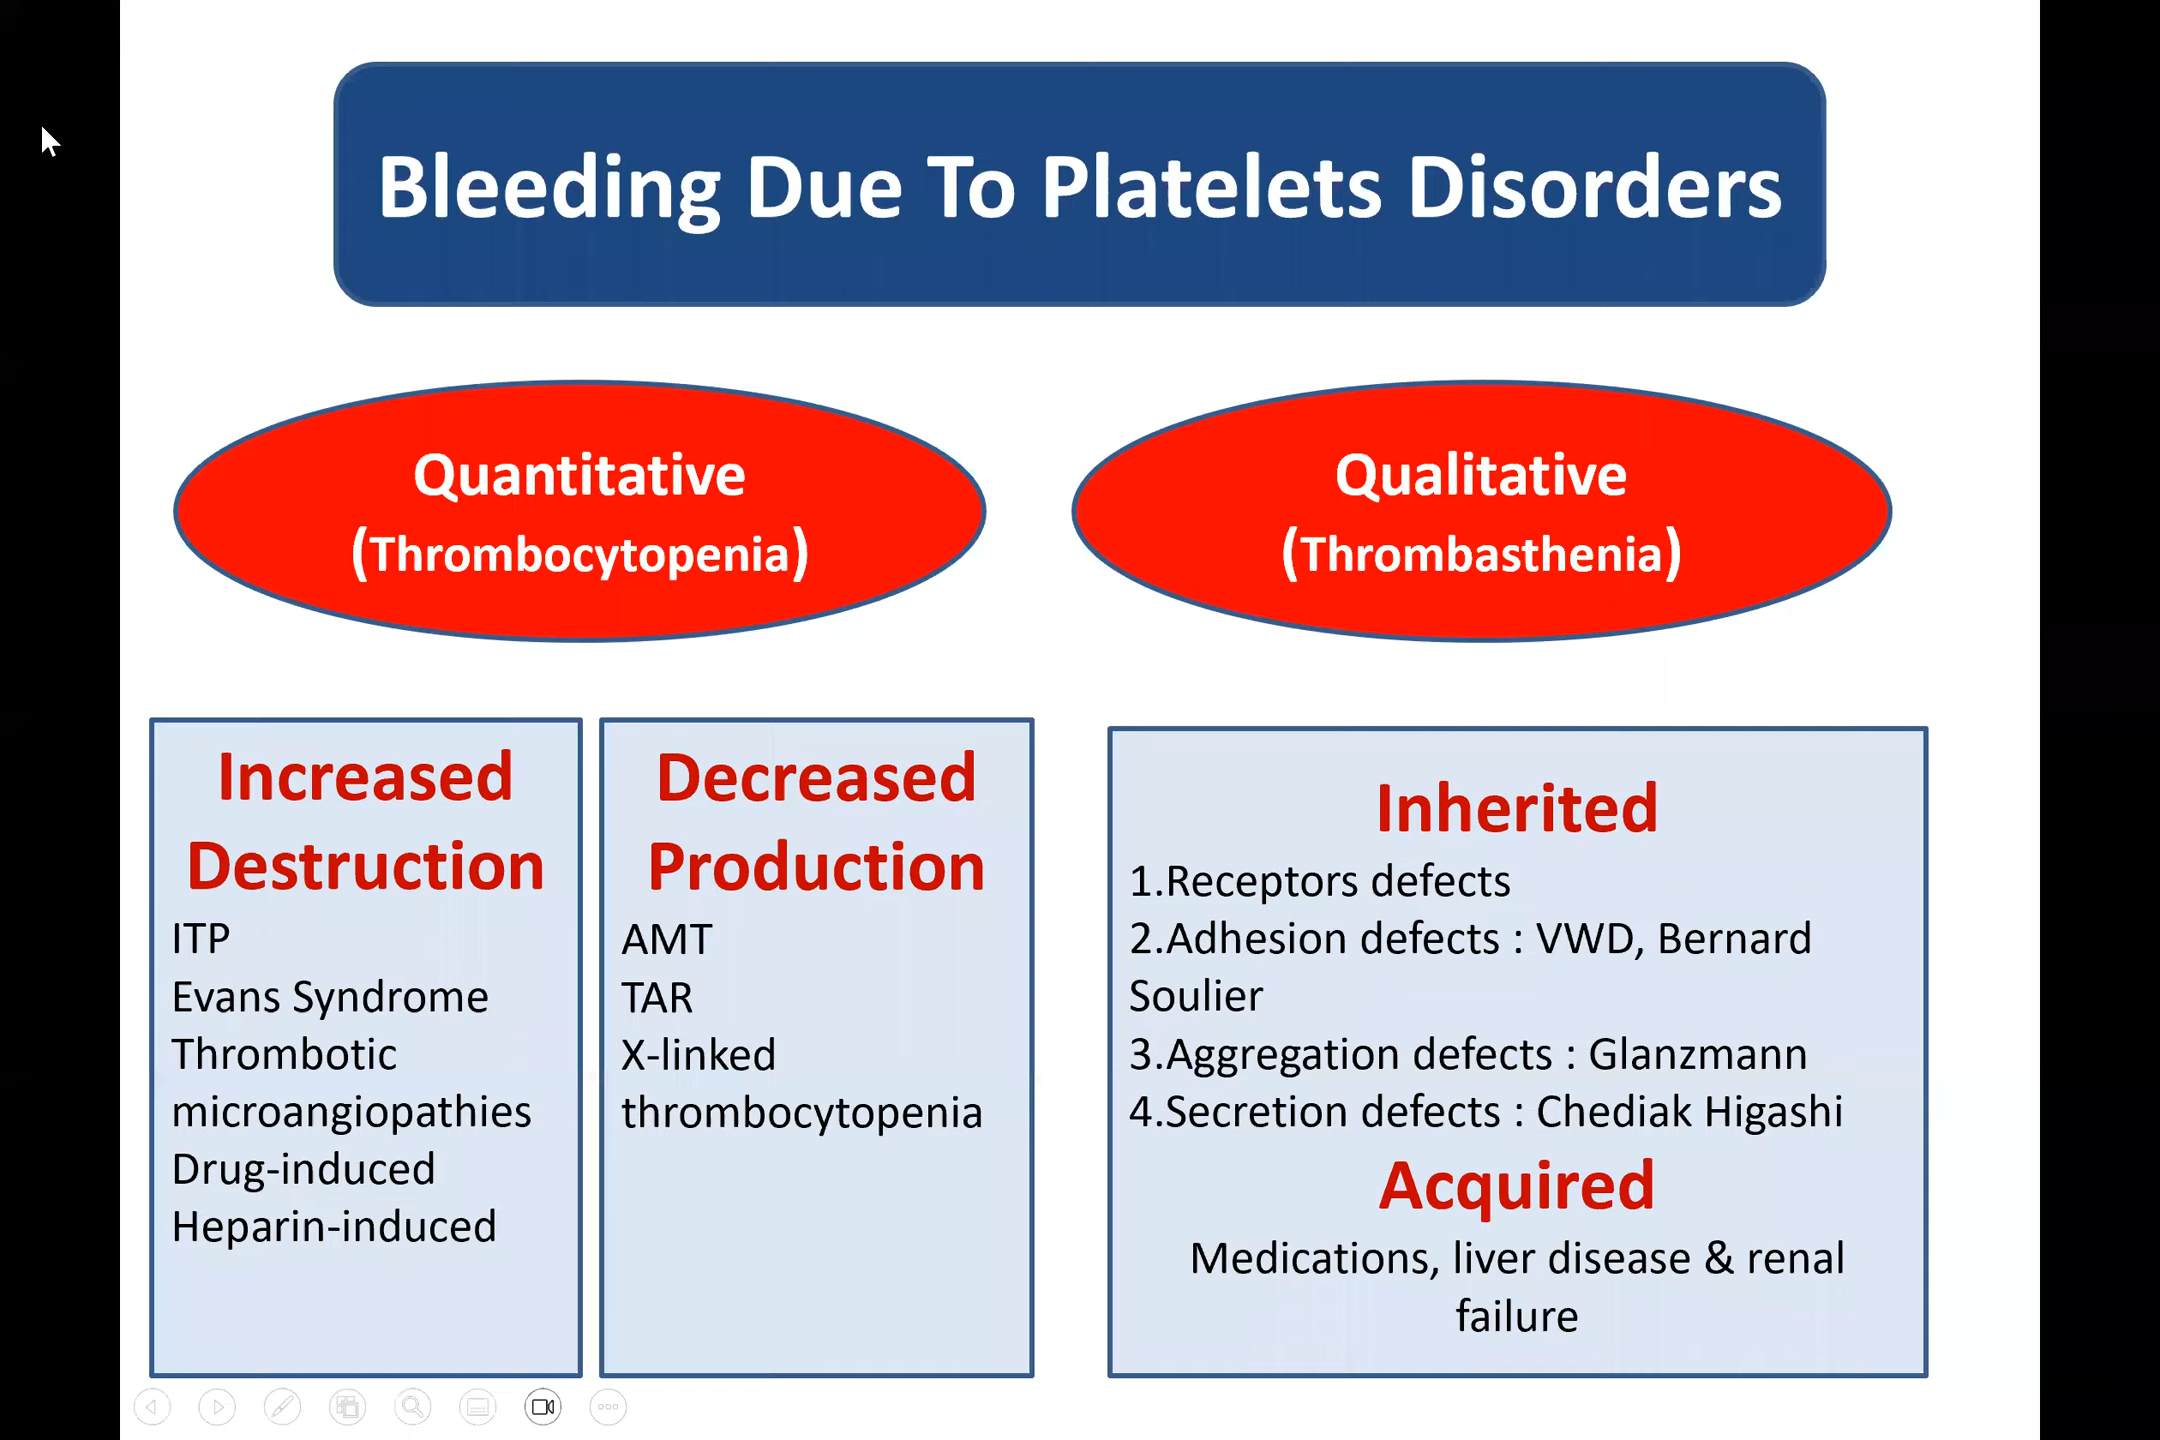 Bleeding Due To Platelets Disorders
Quantitative
(Thrombocytopenia)
Qualitative
(Thrombasthenia)
Increased
Destruction
ITP
Evans Syndrome
Thrombotic
microangiopathies
Drug-induced
Heparin-induced
Decreased
Production
AMT
TAR
X-linked
thrombocytopenia
Inherited
1.Receptors defects
2.Adhesion defects : VWD, Bernard
Soulier
3.Aggregation defects : Glanzmann
4.Secretion defects : Chediak Higashi
Acquired
Medications, liver disease & renal
failure